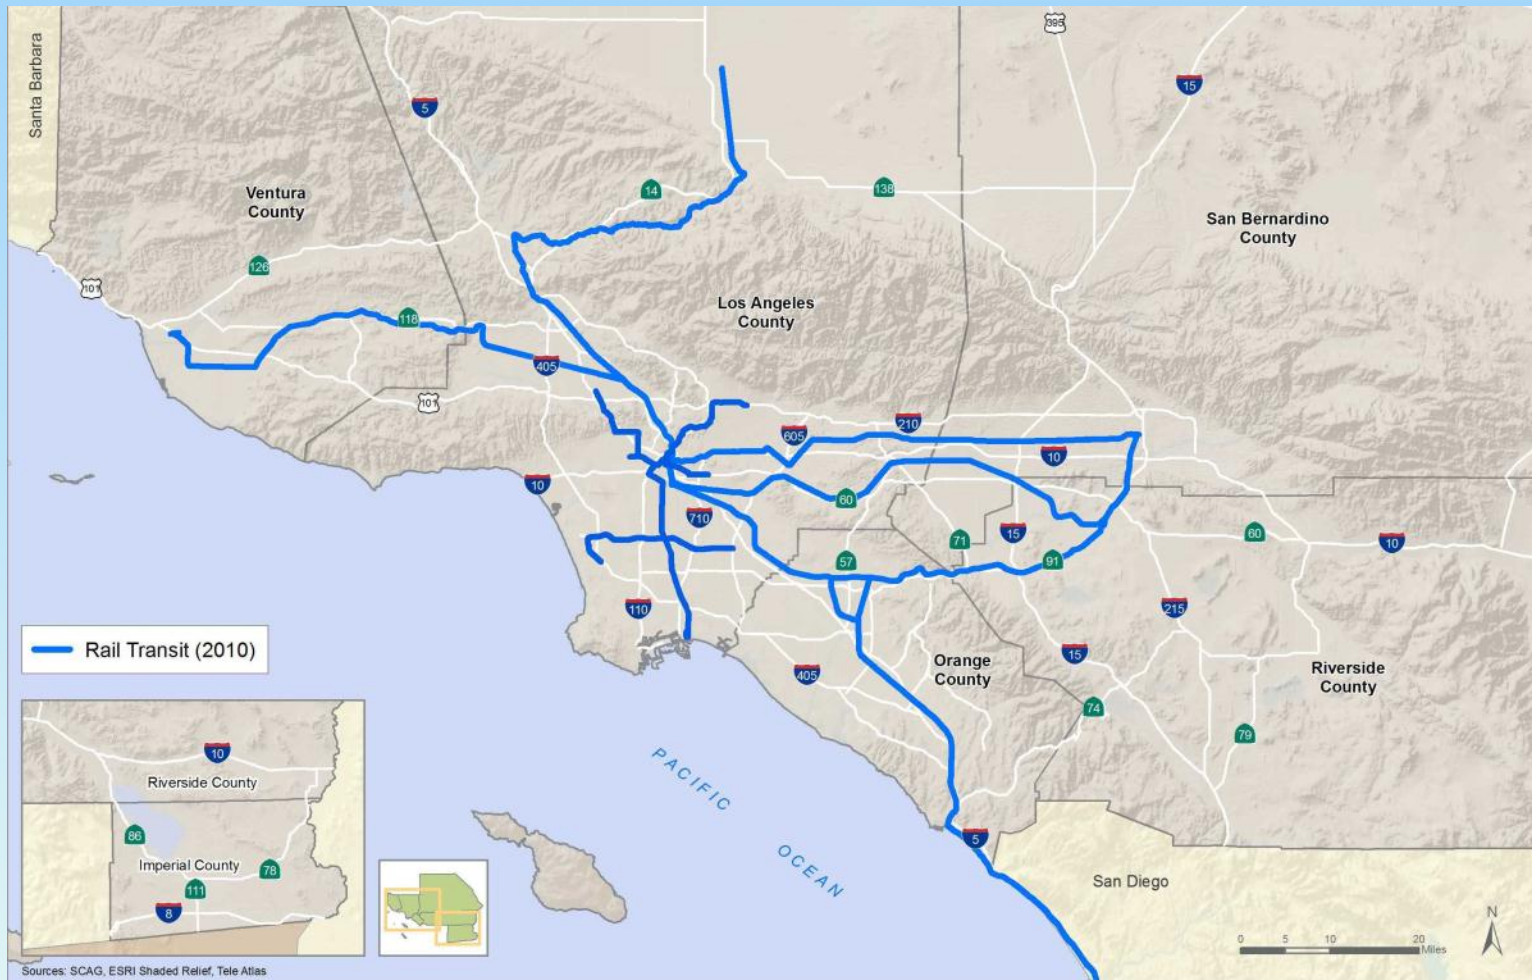 Santa Barbara
395
15
5
Ventura
County
14
138
San Bernardino
County
126
101
Los Angeles
County
118
405
101
210
605
10
10
60
710
15
71
60
10
57
91
110
215
Rail Transit (2010)
15
Orange
County
405
Riverside
County
74
79
10
Riverside County
PACIFIC
OCEAN
86
Imperial County
78
111
8
5
San Diego
N
0 5 10 20
Miles
Sources: SCAG, ESRI Shaded Relief, Tele Atlas